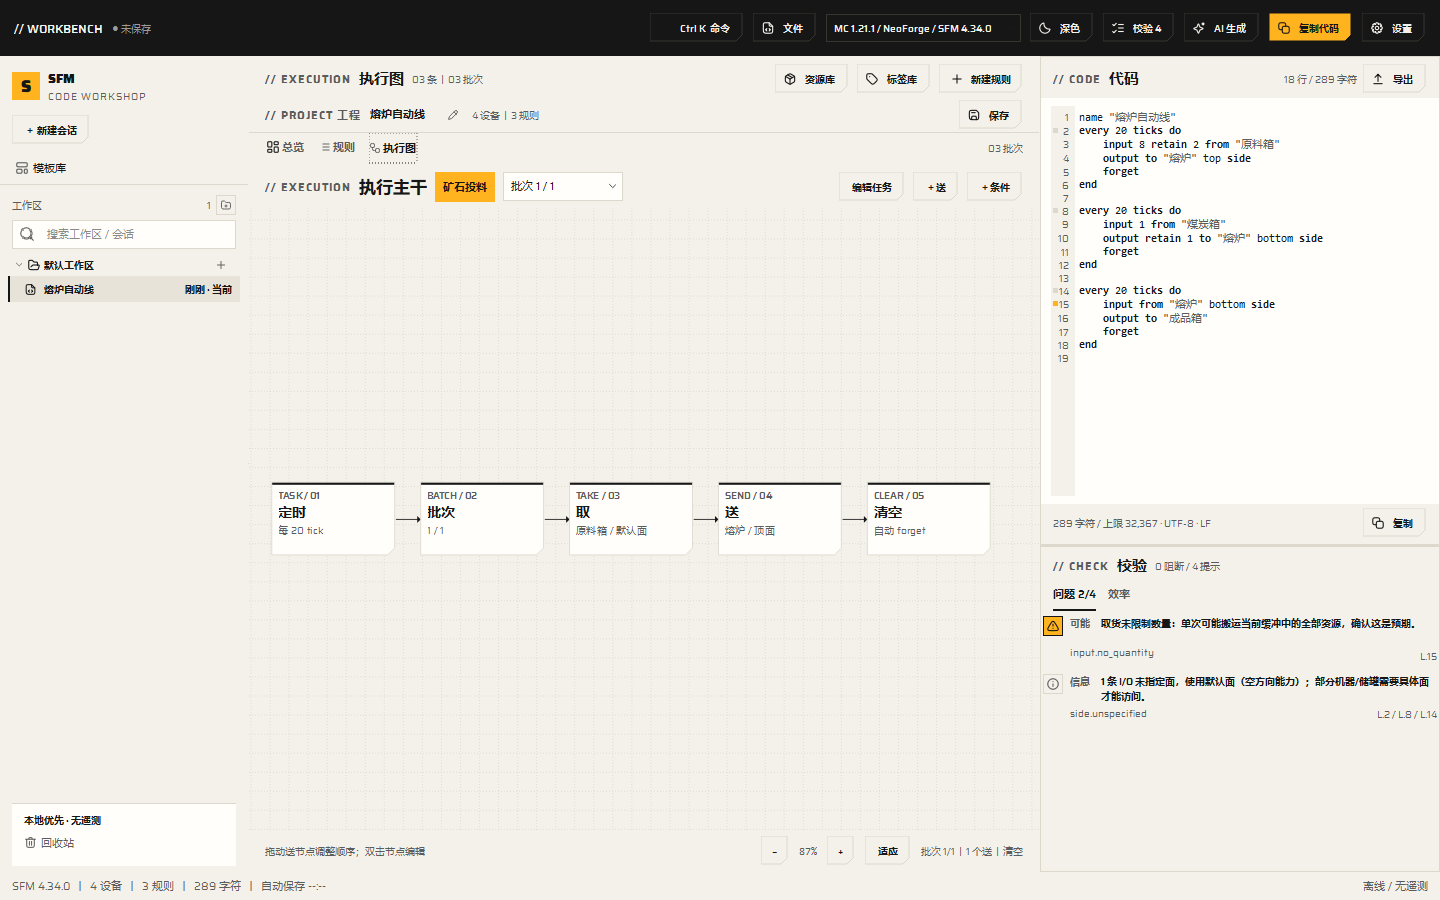 // WORKBENCH
未保存
Ctrl K 命令
文件
MC 1.21.1 / NeoForge / SFM 4.34.0
深色
校验 4
AI 生成
复制代码
设置
S
SFM
CODE WORKSHOP
+ 新建会话
模板库
工作区
1
搜索工作区 / 会话
默认工作区
熔炉自动线
刚刚 · 当前
本地优先 · 无遥测
回收站
// EXECUTION 执行图 03 条 | 03 批次
资源库
标签库
新建规则
// PROJECT 工程 熔炉自动线
4 设备 | 3 规则
保存
总览
规则
执行图
03 批次
// EXECUTION 执行主干
矿石投料
批次 1 / 1
编辑任务
+ 送
+ 条件
TASK / 01
定时
每 20 tick
BATCH / 02
批次
1 / 1
TAKE / 03
取
原料箱 / 默认面
SEND / 04
送
熔炉 / 顶面
CLEAR / 05
清空
自动 forget
拖动送节点调整顺序；双击节点编辑
-
87%
+
适应
批次 1/1 | 1 个送 | 清空
// CODE 代码
18 行 / 289 字符
导出
1 name "熔炉自动线"
2 every 20 ticks do
3 input 8 retain 2 from "原料箱"
4 output to "熔炉" top side
5 forget
6 end
7
8 every 20 ticks do
9 input 1 from "煤炭箱"
10 output retain 1 to "熔炉" bottom side
11 forget
12 end
13
14 every 20 ticks do
15 input from "熔炉" bottom side
16 output to "成品箱"
17 forget
18 end
19
289 字符 / 上限 32,367 · UTF-8 · LF
复制
// CHECK 校验 0 阻断 / 4 提示
问题 2/4
效率
可能 取货未限制数量：单次可能搬运当前缓冲中的全部资源，确认这是预期。
input.no_quantity
L.15
信息 1 条 I/O 未指定面，使用默认面（空方向能力）；部分机器/储罐需要具体面
才能访问。
side.unspecified
L.2 / L.8 / L.14
SFM 4.34.0 | 4 设备 | 3 规则 | 289 字符 | 自动保存 --:--
离线 / 无遥测